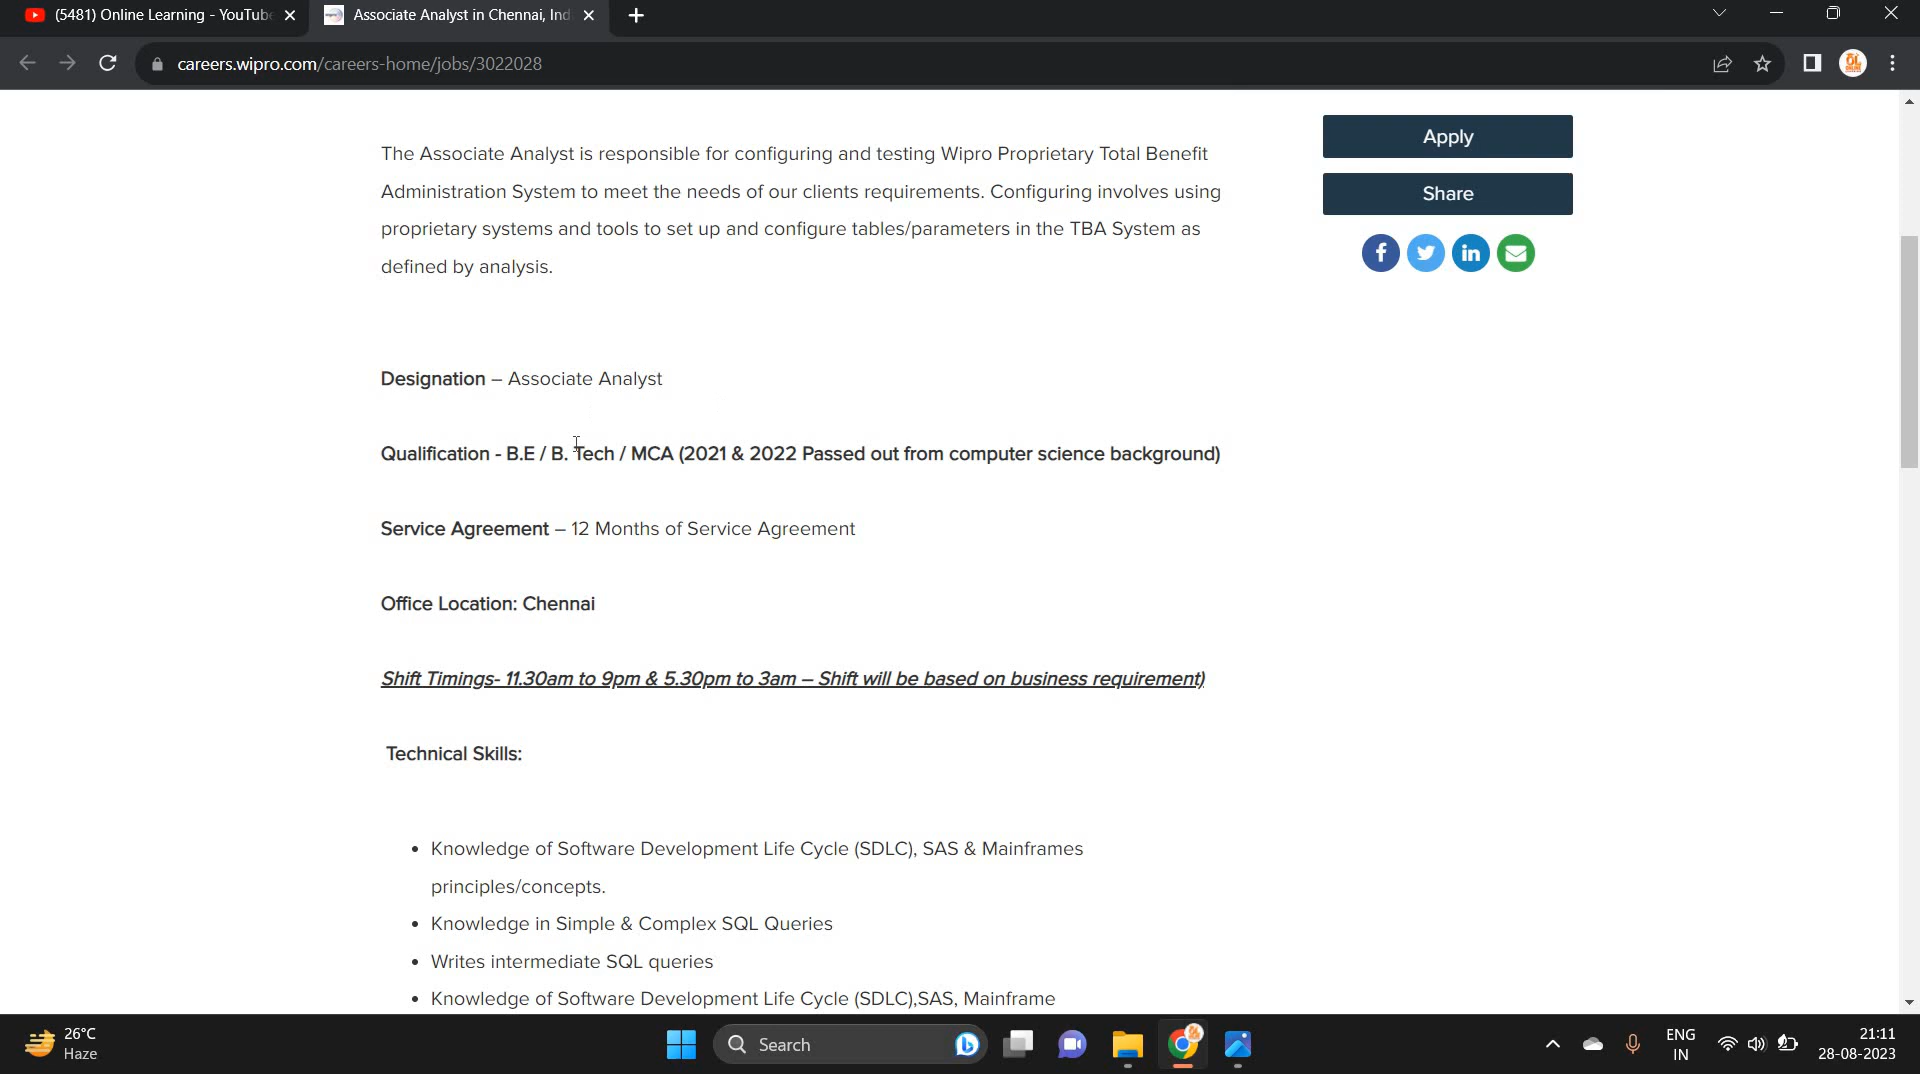 (5481) Online Learning - YouTube
Associate Analyst in Chennai, Ind
careers.wipro.com/careers-home/jobs/3022028
The Associate Analyst is responsible for configuring and testing Wipro Proprietary Total Benefit
Administration System to meet the needs of our clients requirements. Configuring involves using
proprietary systems and tools to set up and configure tables/parameters in the TBA System as
defined by analysis.
Apply
Share
Designation – Associate Analyst
Qualification - B.E / B. Tech / MCA (2021 & 2022 Passed out from computer science background)
Service Agreement – 12 Months of Service Agreement
Office Location: Chennai
Shift Timings- 11.30am to 9pm & 5.30pm to 3am – Shift will be based on business requirement)
Technical Skills:
• Knowledge of Software Development Life Cycle (SDLC), SAS & Mainframes
principles/concepts.
• Knowledge in Simple & Complex SQL Queries
• Writes intermediate SQL queries
• Knowledge of Software Development Life Cycle (SDLC),SAS, Mainframe
26°C
Haze
Search
ENG
IN
21:11
28-08-2023